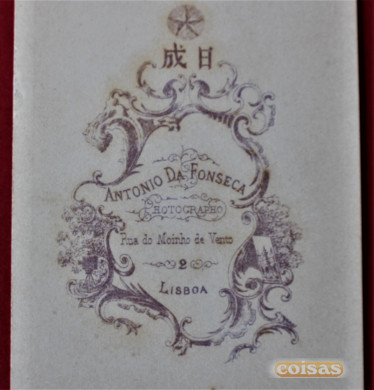 成日
ANTONIO DA FONSECA
PHOTOGRAPHO
Rua do Moinho de Vento
2
LISBOA
coisas